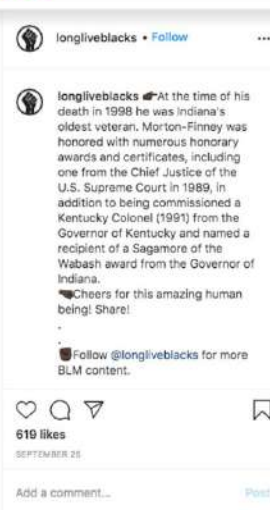 longliveblacks • Follow
longliveblacks At the time of his
death in 1998 he was Indiana's
oldest veteran. Morton-Finney was
honored with numerous honorary
awards and certificates, including
one from the Chief Justice of the
U.S. Supreme Court in 1989, in
addition to being commissioned a
Kentucky Colonel (1991) from the
Governor of Kentucky and named a
recipient of a Sagamore of the
Wabash award from the Governor of
Indiana.
Cheers for this amazing human
being! Share!
.
.
Follow @longliveblacks for more
BLM content.
619 likes
SEPTEMBER 25
Add a comment...
Post